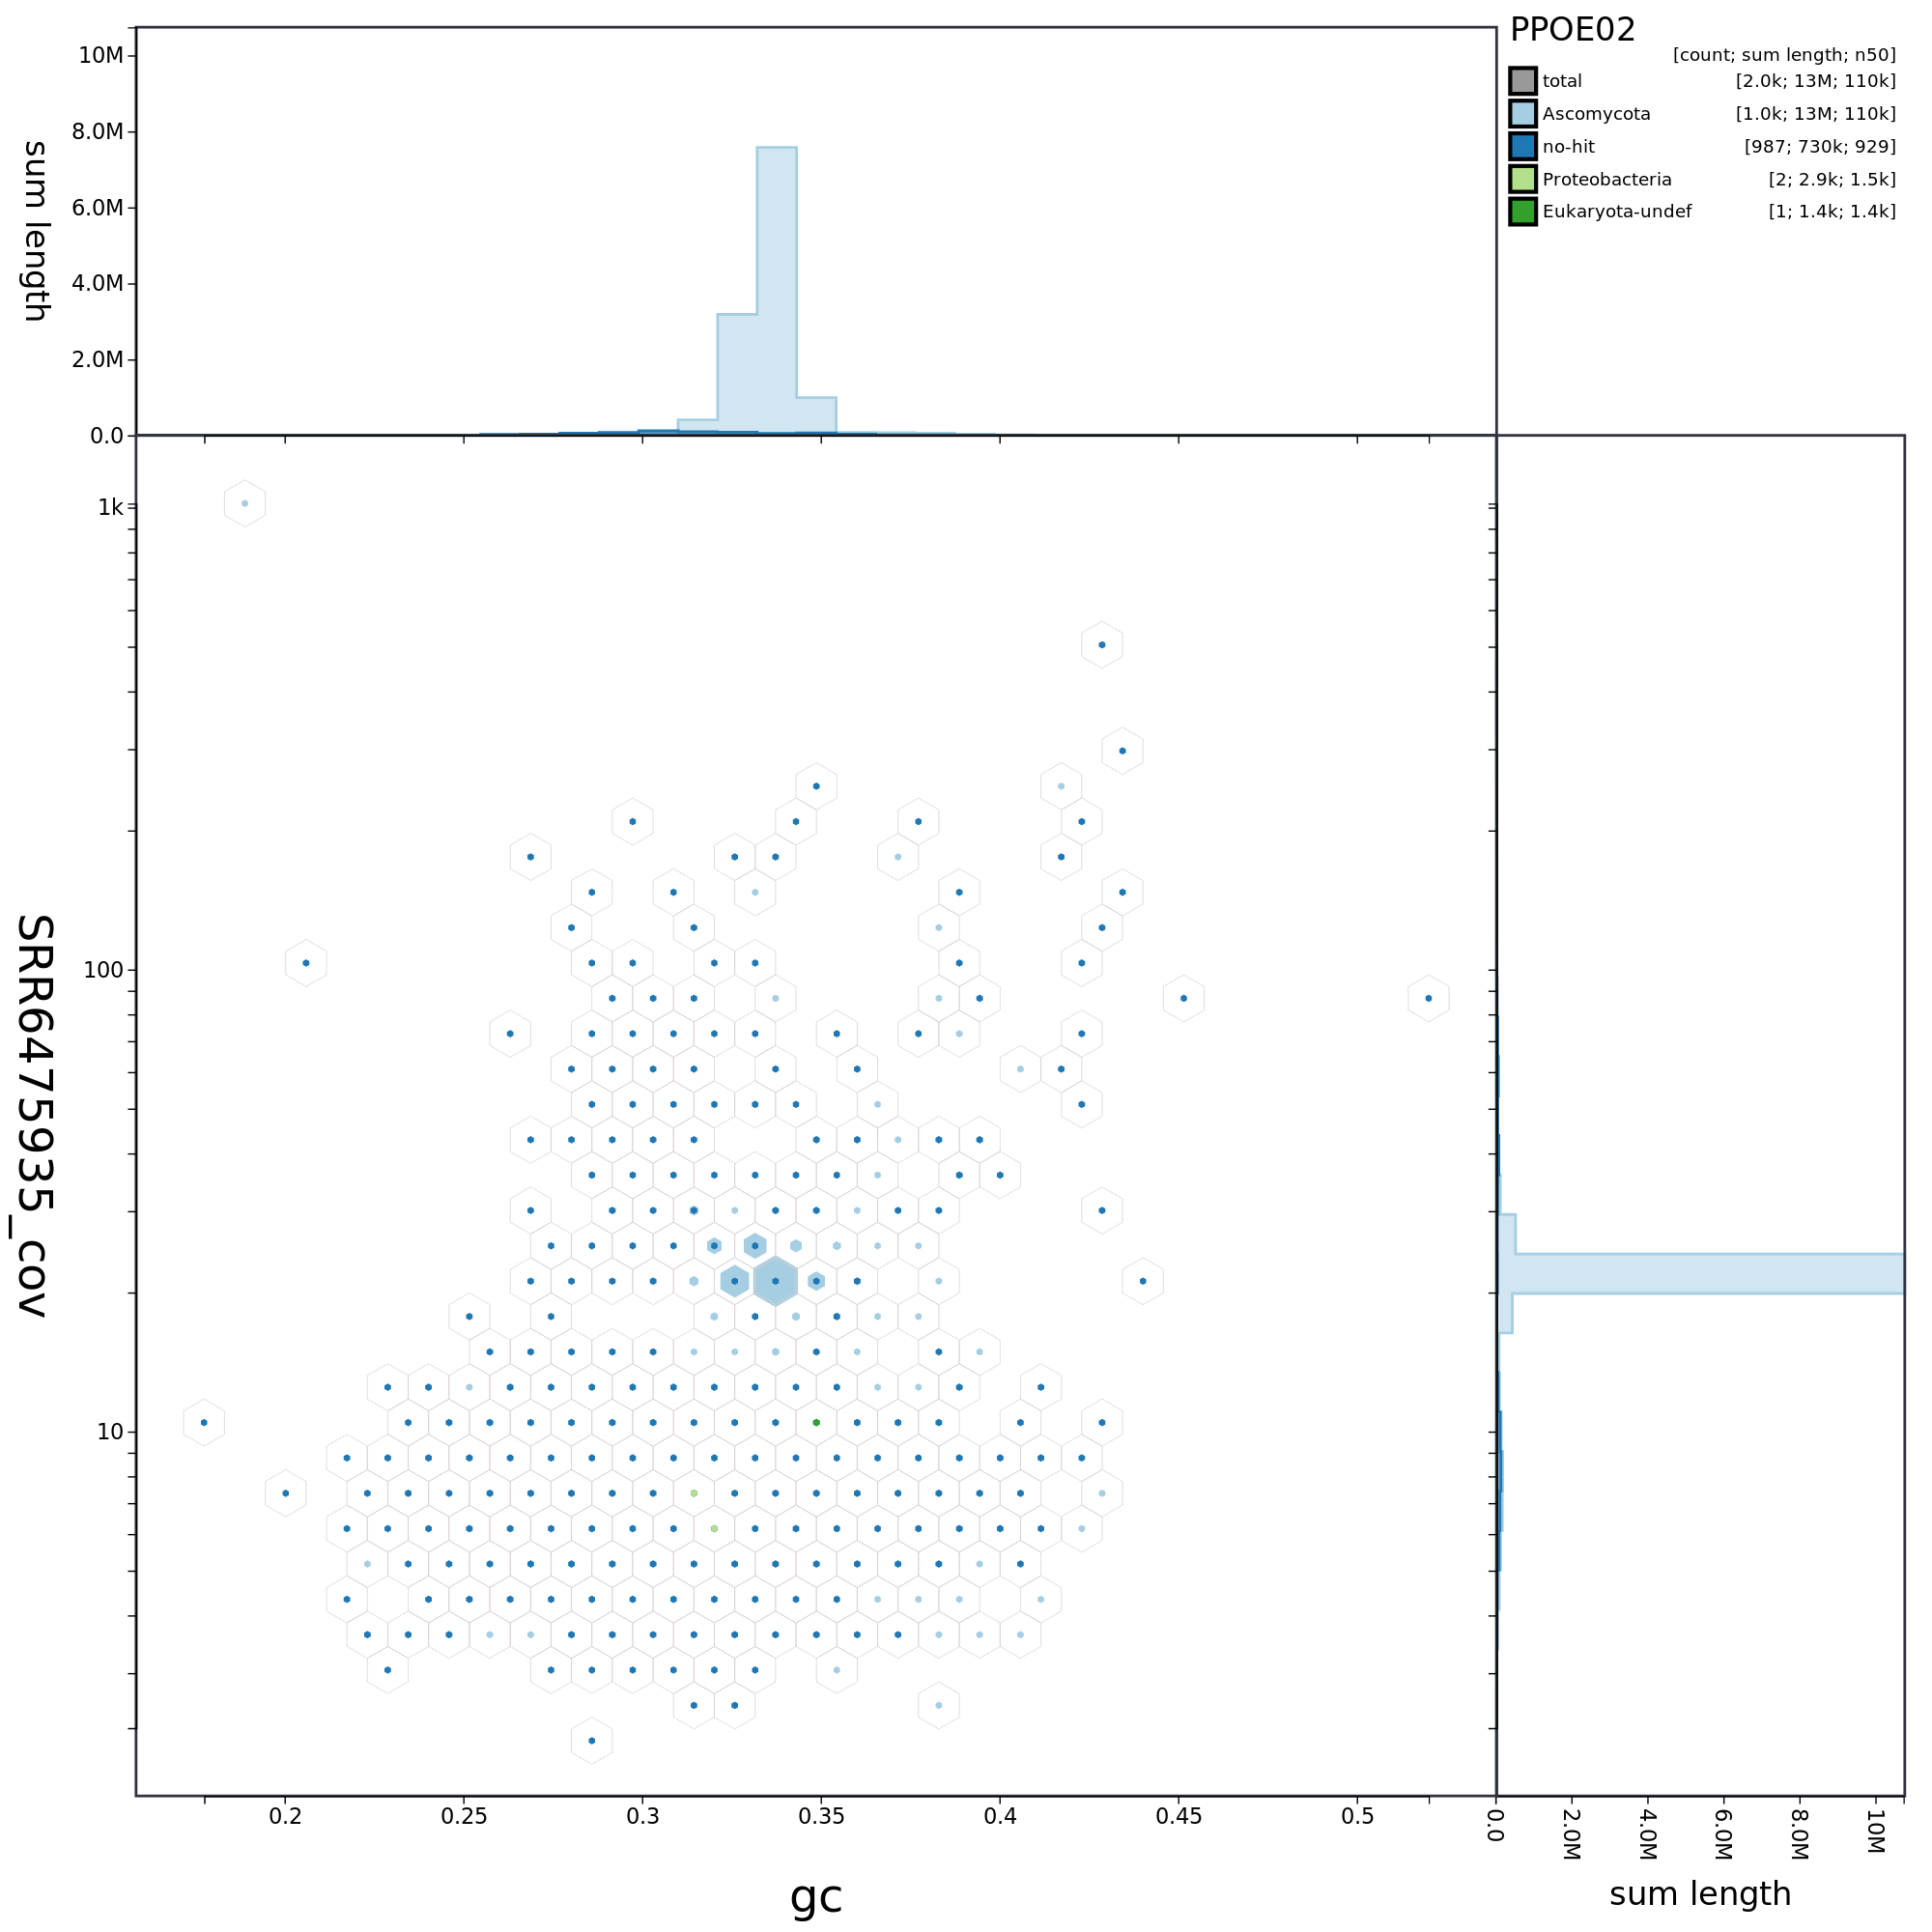 PPOE02
[count; sum length; n50]
total [2.0k; 13M; 110k]
Ascomycota [1.0k; 13M; 110k]
no-hit [987; 730k; 929]
Proteobacteria [2; 2.9k; 1.5k]
Eukaryota-undef [1; 1.4k; 1.4k]
sum length
10M
8.0M
6.0M
4.0M
2.0M
0.0
SRR6475935_cov
1k
100
10
0.2 0.25 0.3 0.35 0.4 0.45 0.5
gc
0.0 2.0M 4.0M 6.0M 8.0M 10M
sum length